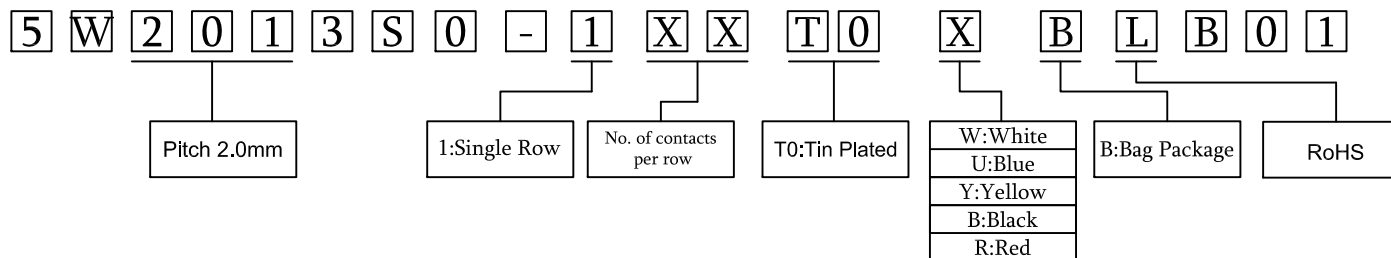 5 W 2 0 1 3 S 0 - 1 X X T 0 X B L B 0 1
Pitch 2.0mm
1:Single Row
No. of contacts
per row
T0:Tin Plated
W:White
U:Blue
Y:Yellow
B:Black
R:Red
B:Bag Package
RoHS